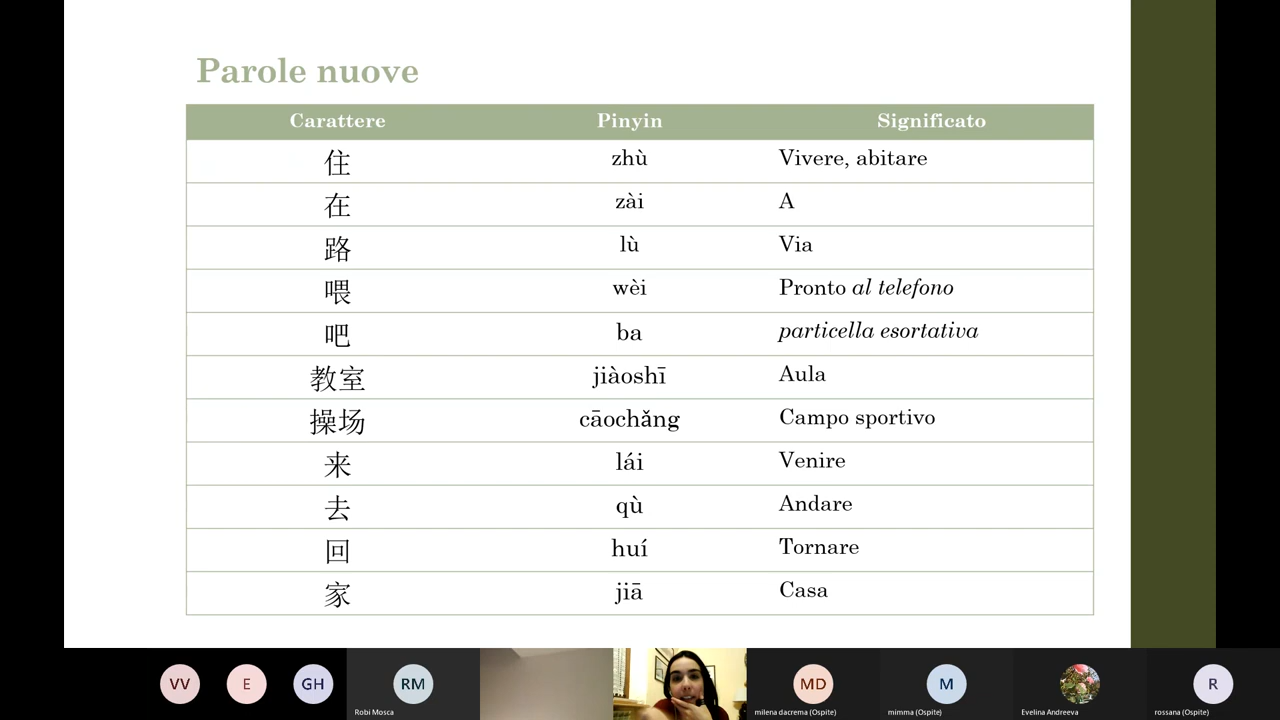 Parole nuove
Carattere Pinyin Significato
住 zhù Vivere, abitare
在 zài A
路 lù Via
喂 wèi Pronto al telefono
吧 ba particella esortativa
教室 jiàoshī Aula
操场 cāochǎng Campo sportivo
来 lái Venire
去 qù Andare
回 huí Tornare
家 jiā Casa
VV E GH RM MD M R
Robi Mosca milena dacrema (Ospite) mimma (Ospite) Evelina Andreeva rossana (Ospite)